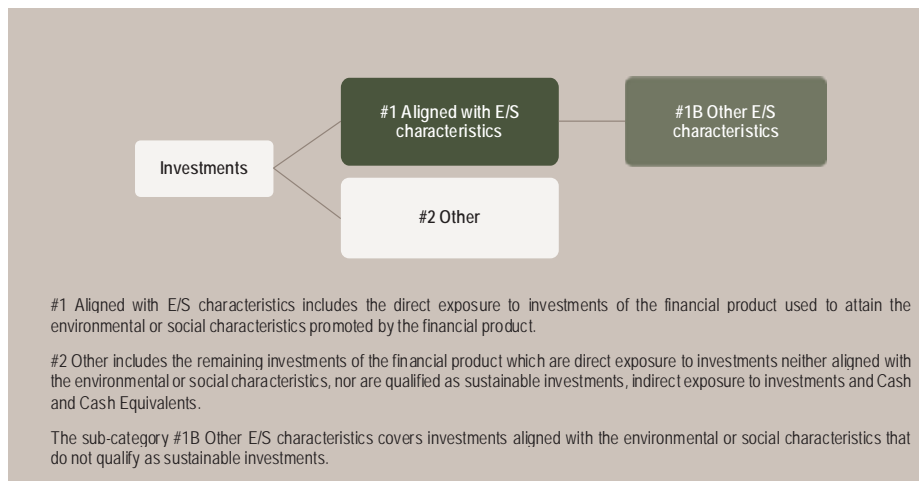 #1 Aligned with E/S
characteristics
#1B Other E/S
characteristics
Investments
#2 Other
#1 Aligned with E/S characteristics includes the direct exposure to investments of the financial product used to attain the
environmental or social characteristics promoted by the financial product.
#2 Other includes the remaining investments of the financial product which are direct exposure to investments neither aligned with
the environmental or social characteristics, nor are qualified as sustainable investments, indirect exposure to investments and Cash
and Cash Equivalents.
The sub-category #1B Other E/S characteristics covers investments aligned with the environmental or social characteristics that
do not qualify as sustainable investments.